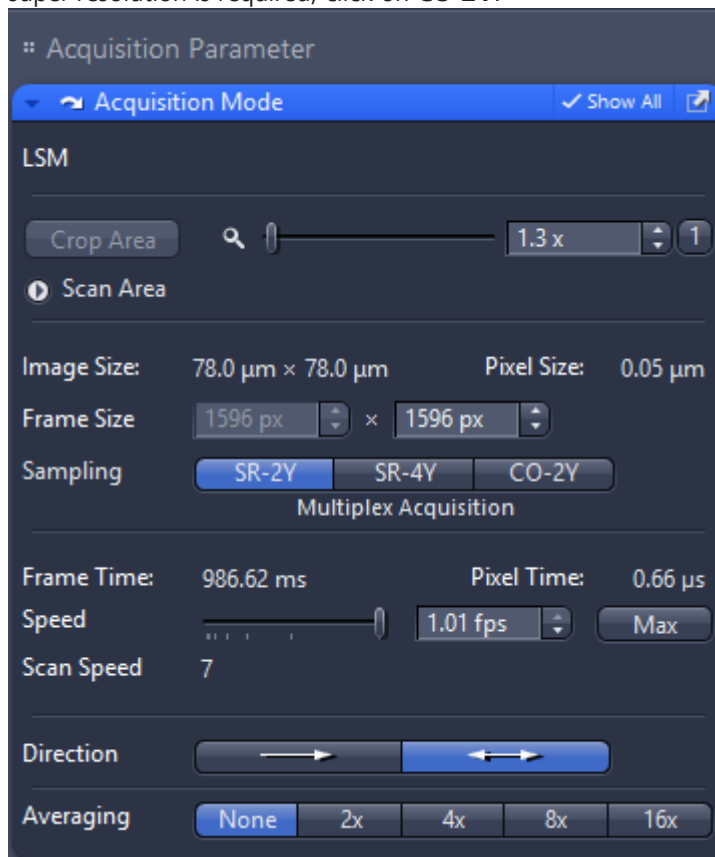 Acquisition Parameter
Acquisition Mode Show All
LSM
Crop Area 1.3 x 1
Scan Area
Image Size: 78.0 µm × 78.0 µm Pixel Size: 0.05 µm
Frame Size 1596 px × 1596 px
Sampling SR-2Y SR-4Y CO-2Y
Multiplex Acquisition
Frame Time: 986.62 ms Pixel Time: 0.66 µs
Speed 1.01 fps Max
Scan Speed 7
Direction
Averaging None 2x 4x 8x 16x